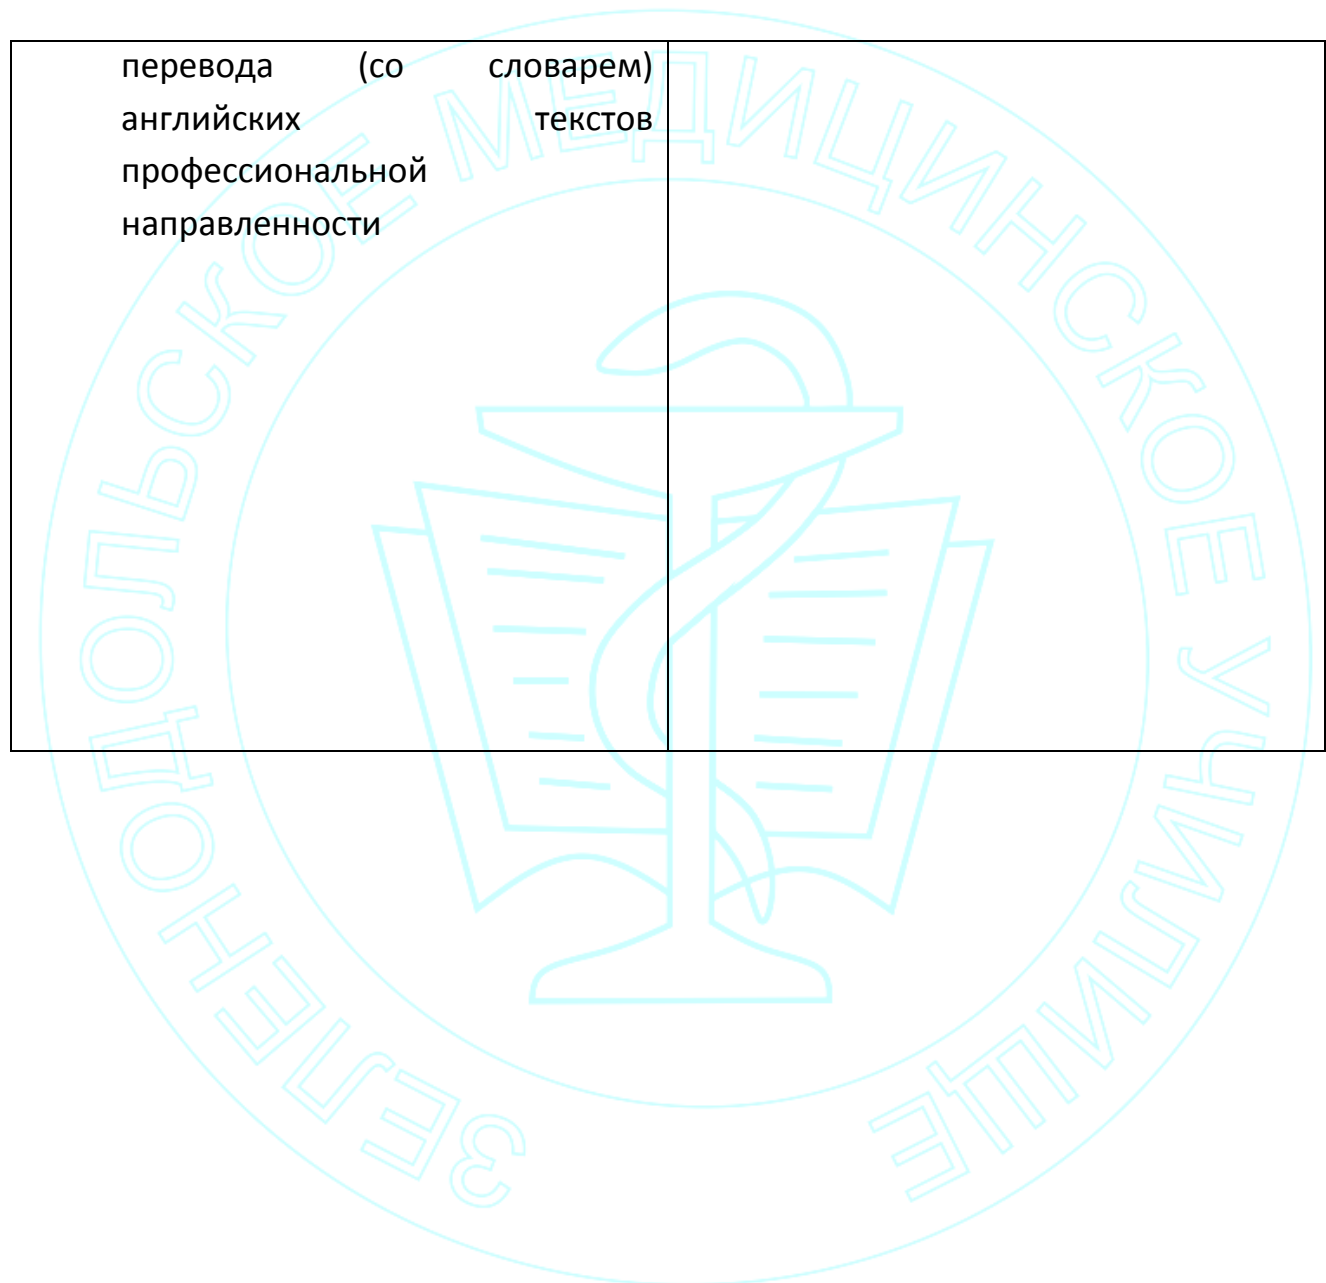 перевода (со словарем)
английских текстов
профессиональной
направленности
ЗЕЛЕНОДОЛЬСКОЕ МЕДИЦИНСКОЕ УЧИЛИЩЕ